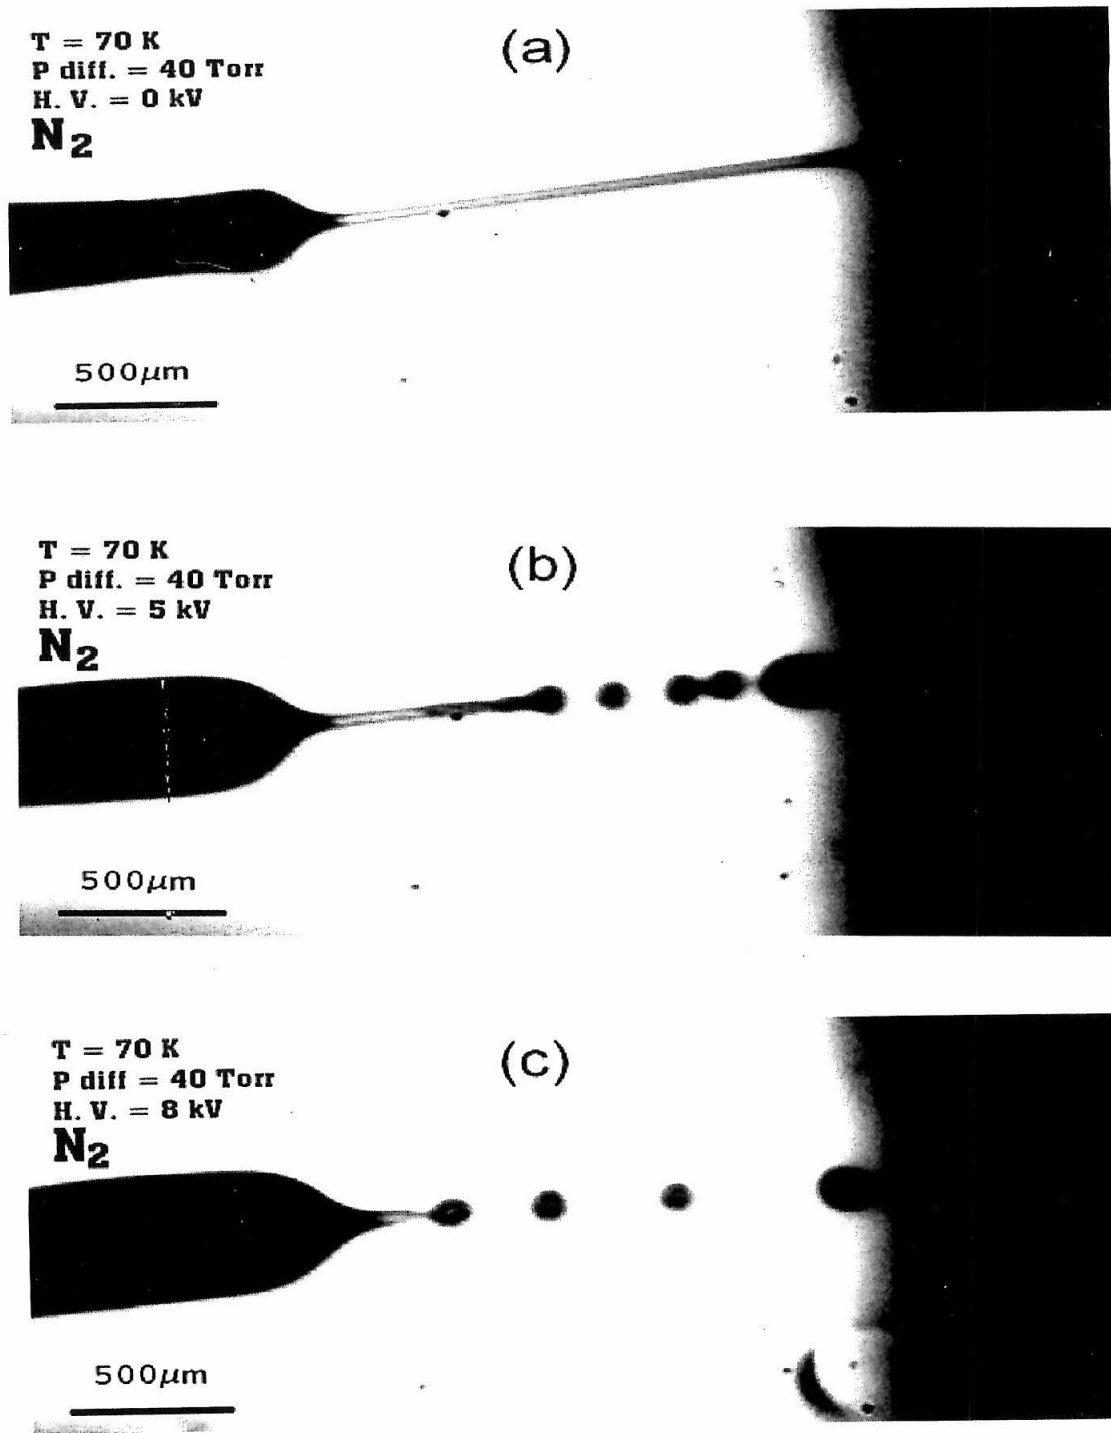 T = 70 K
P diff. = 40 Torr
H. V. = 0 kV
N2
(a)
500μm
T = 70 K
P diff. = 40 Torr
H. V. = 5 kV
N2
(b)
500μm
T = 70 K
P diff = 40 Torr
H. V. = 8 kV
N2
(c)
500μm